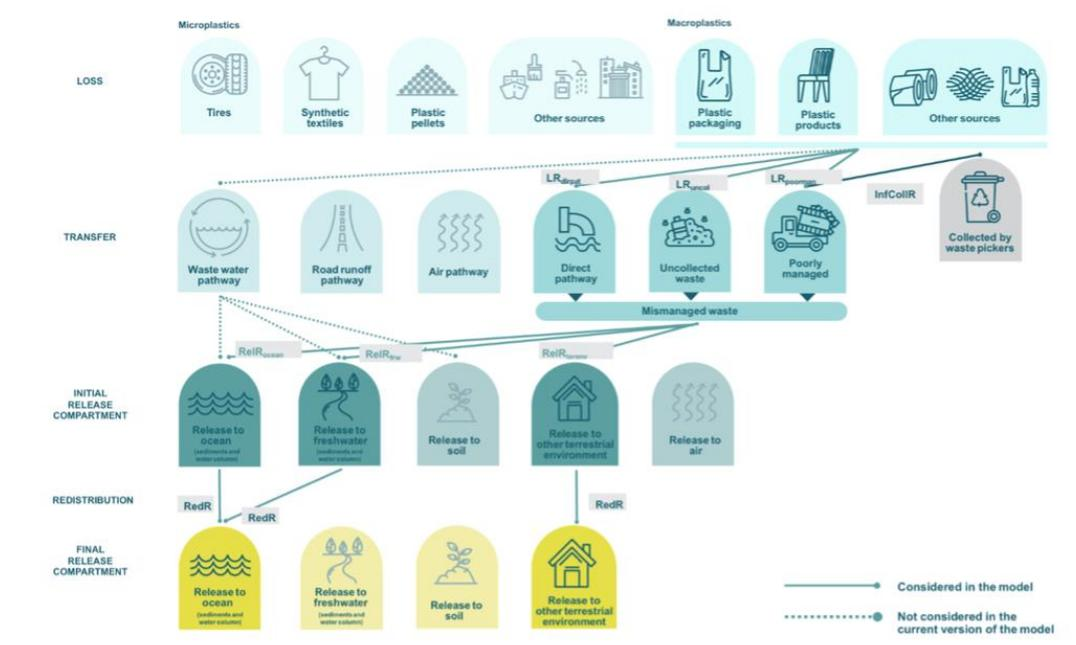 Microplastics
Macroplastics
LOSS
Tires
Synthetic
textiles
Plastic
pellets
Other sources
Plastic
packaging
Plastic
products
Other sources
LRdirput
LRuncoll
LRpoorman
InfCollR
TRANSFER
Waste water
pathway
Road runoff
pathway
Air pathway
Direct
pathway
Uncollected
waste
Poorly
managed
Collected by
waste pickers
Mismanaged waste
RelRocean
RelRfrw
RelRterenv
INITIAL
RELEASE
COMPARTMENT
Release to
ocean
(sediments and
water column)
Release to
freshwater
(sediments and
water column)
Release to
soil
Release to
other terrestrial
environment
Release to
air
REDISTRIBUTION
RedR
RedR
RedR
FINAL
RELEASE
COMPARTMENT
Release to
ocean
(sediments and
water column)
Release to
freshwater
(sediments and
water column)
Release to
soil
Release to
other terrestrial
environment
Considered in the model
Not considered in the
current version of the model